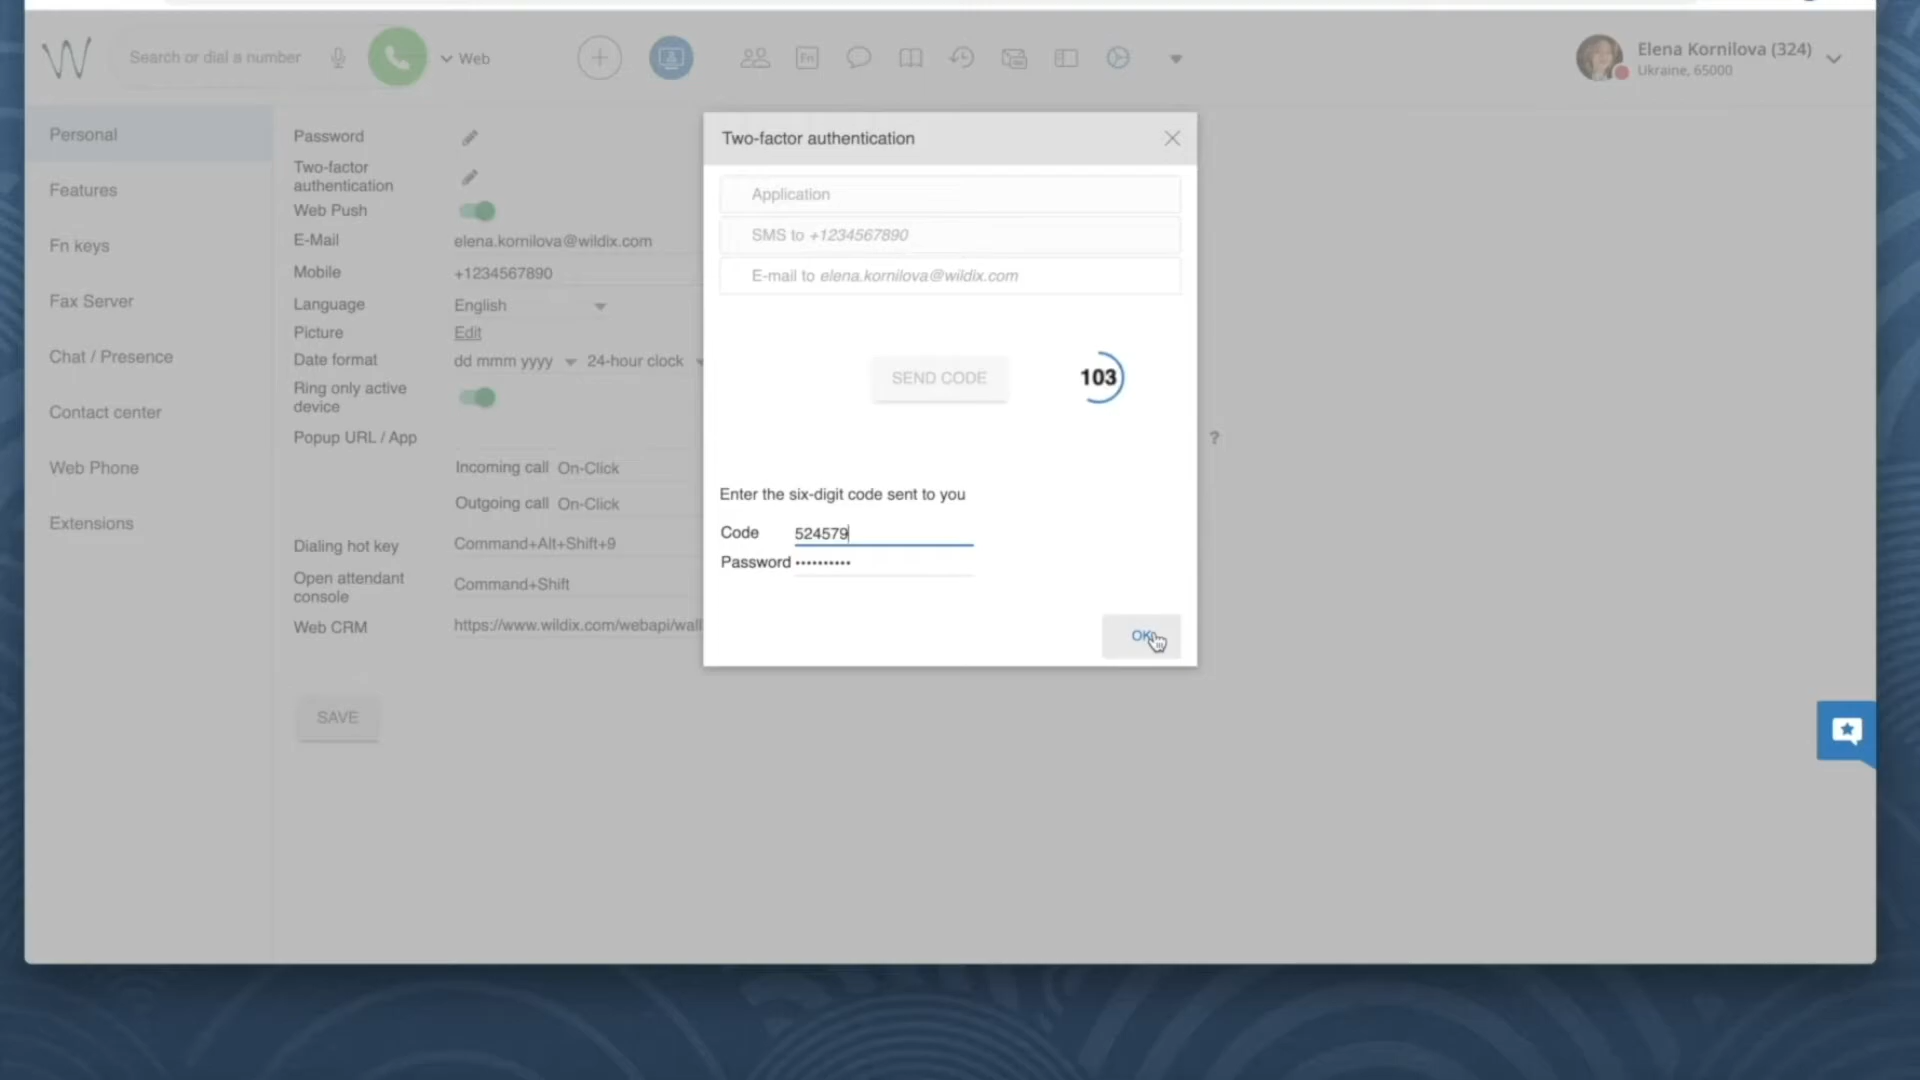 Search or dial a number
Web
Fn
Elena Kornilova (324)
Ukraine, 65000
Personal
Features
Fn keys
Fax Server
Chat / Presence
Contact center
Web Phone
Extensions
Password
Two-factor
authentication
Web Push
E-Mail elena.kornilova@wildix.com
Mobile +1234567890
Language English
Picture Edit
Date format dd mmm yyyy 24-hour clock
Ring only active
device
Popup URL / App
?
Incoming call On-Click
Outgoing call On-Click
Dialing hot key Command+Alt+Shift+9
Open attendant
console
Command+Shift
Web CRM https://www.wildix.com/webapi/wall
SAVE
Two-factor authentication
Application
SMS to +1234567890
E-mail to elena.kornilova@wildix.com
SEND CODE 103
Enter the six-digit code sent to you
Code 524579
Password ••••••••••
OK